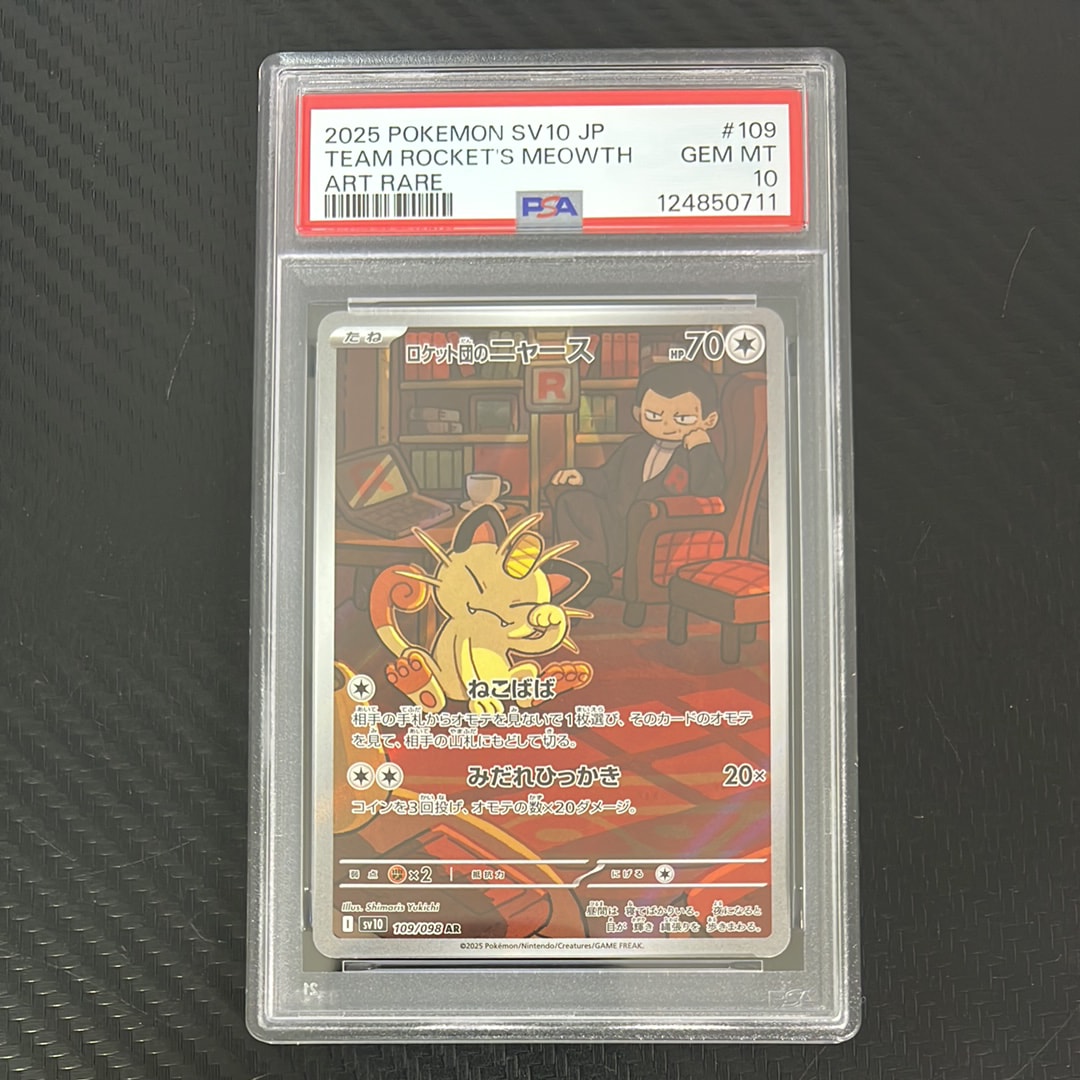 2025 POKEMON SV10 JP #109
TEAM ROCKET'S MEOWTH GEM MT
ART RARE 10
PSA 124850711
たね ロケット団のニャース HP70
R
R
ねこばば
相手の手札からオモテを見ないで1枚選び、そのカードのオモテ
を見て、相手の山札にもどして切る。
みだれひっかき 20×
コインを3回投げ、オモテの数×20ダメージ。
弱点 ×2 抵抗力 にげる
Illus. Shimaris Yukichi
昼間は 寝てばかりいる。 夜になると
目が 輝き 縄張りを 歩きまわる。
I sv10 109/098 AR
©2025 Pokémon/Nintendo/Creatures/GAME FREAK.
PSA